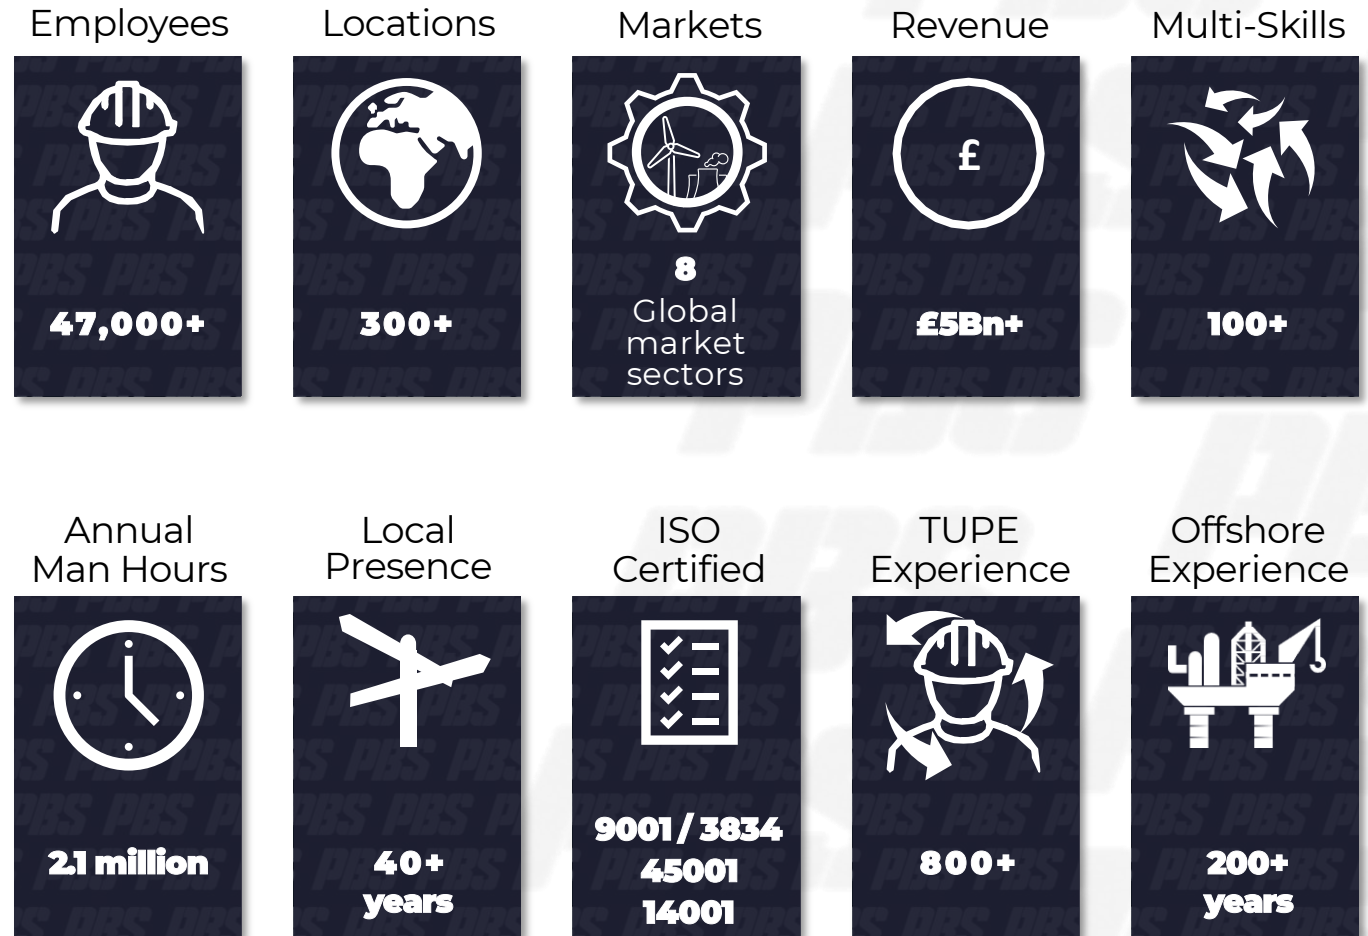 Employees
Locations
Markets
Revenue
Multi-Skills
£
47,000+
300+
8
Global
market
sectors
£5Bn+
100+
Annual
Man Hours
Local
Presence
ISO
Certified
TUPE
Experience
Offshore
Experience
2.1 million
40+
years
9001 / 3834
45001
14001
800+
200+
years
PBS